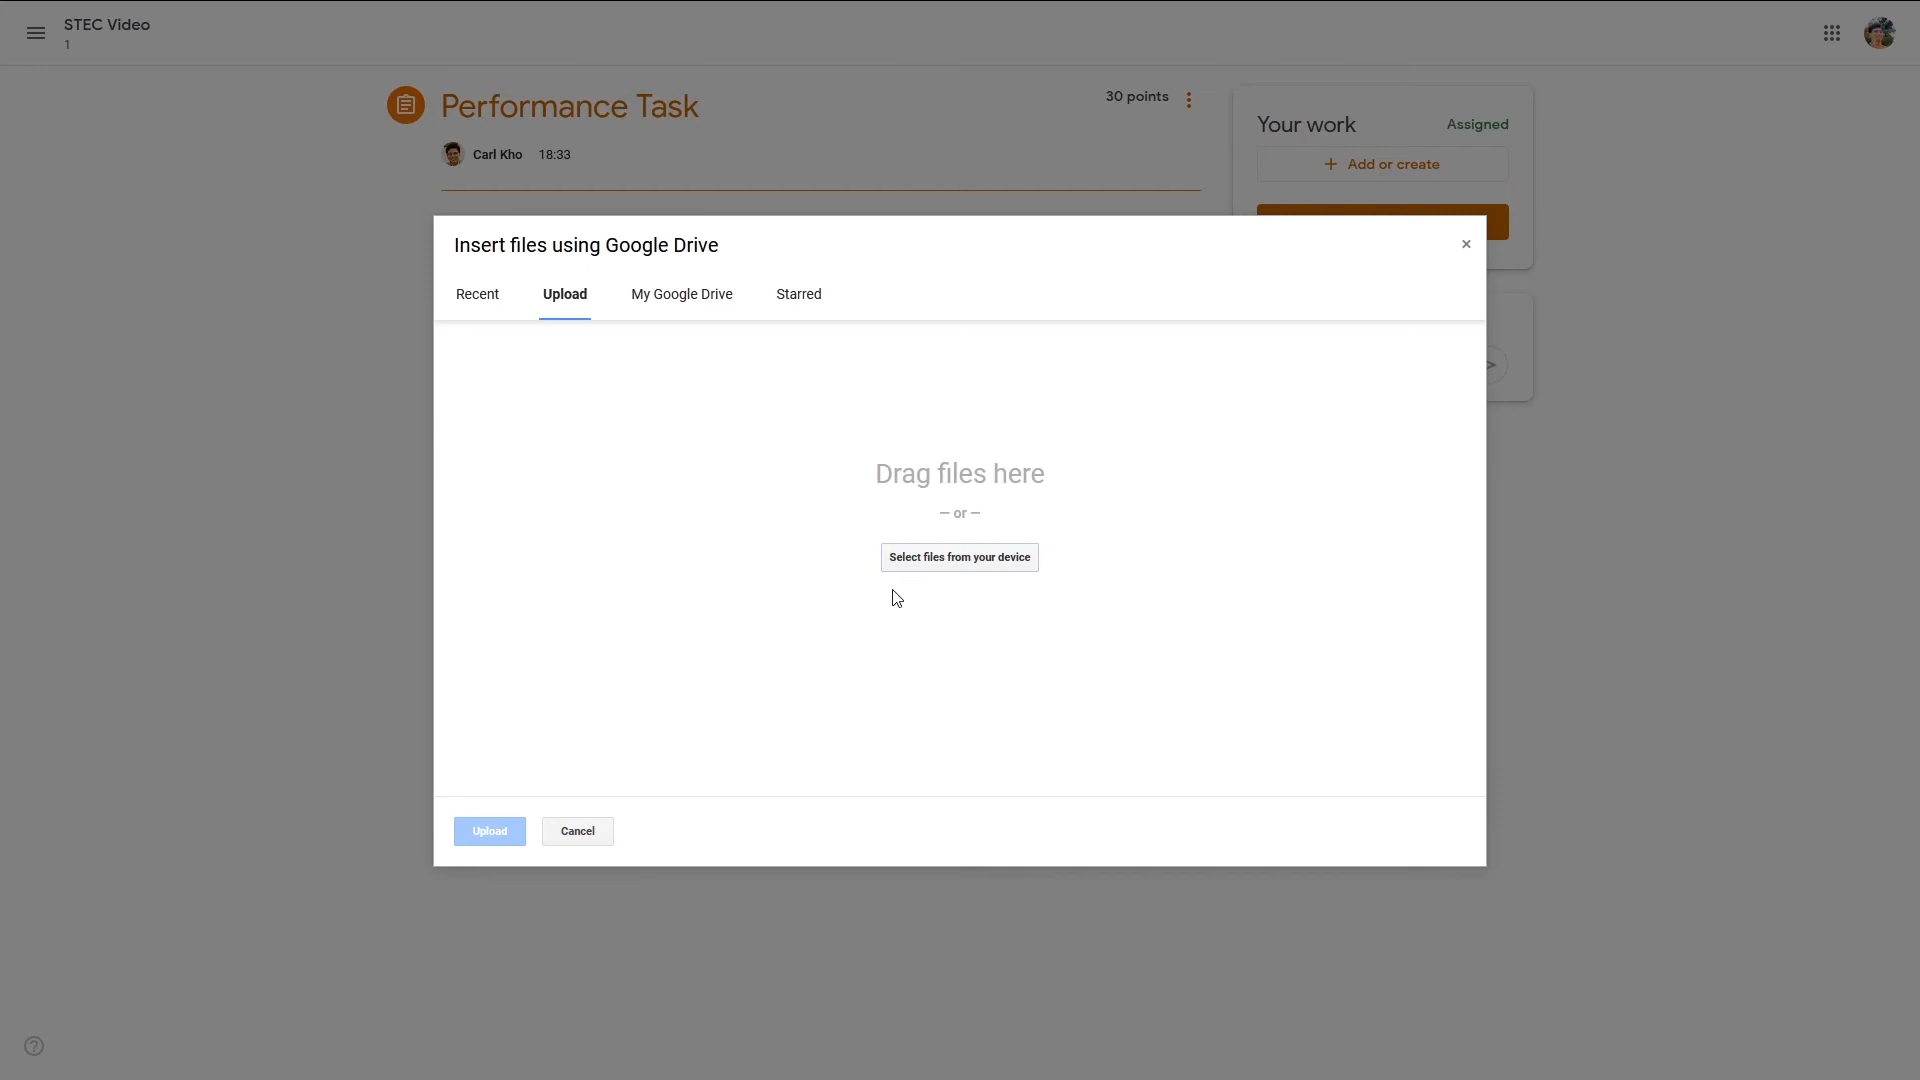 STEC Video
1
Performance Task
30 points
Carl Kho 18:33
Your work
Assigned
+ Add or create
Insert files using Google Drive
×
Recent
Upload
My Google Drive
Starred
Drag files here
— or —
Select files from your device
Upload
Cancel
?